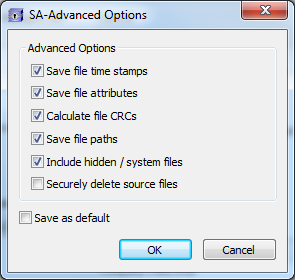 SA-Advanced Options
Advanced Options
Save file time stamps
Save file attributes
Calculate file CRCs
Save file paths
Include hidden / system files
Securely delete source files
Save as default
OK
Cancel